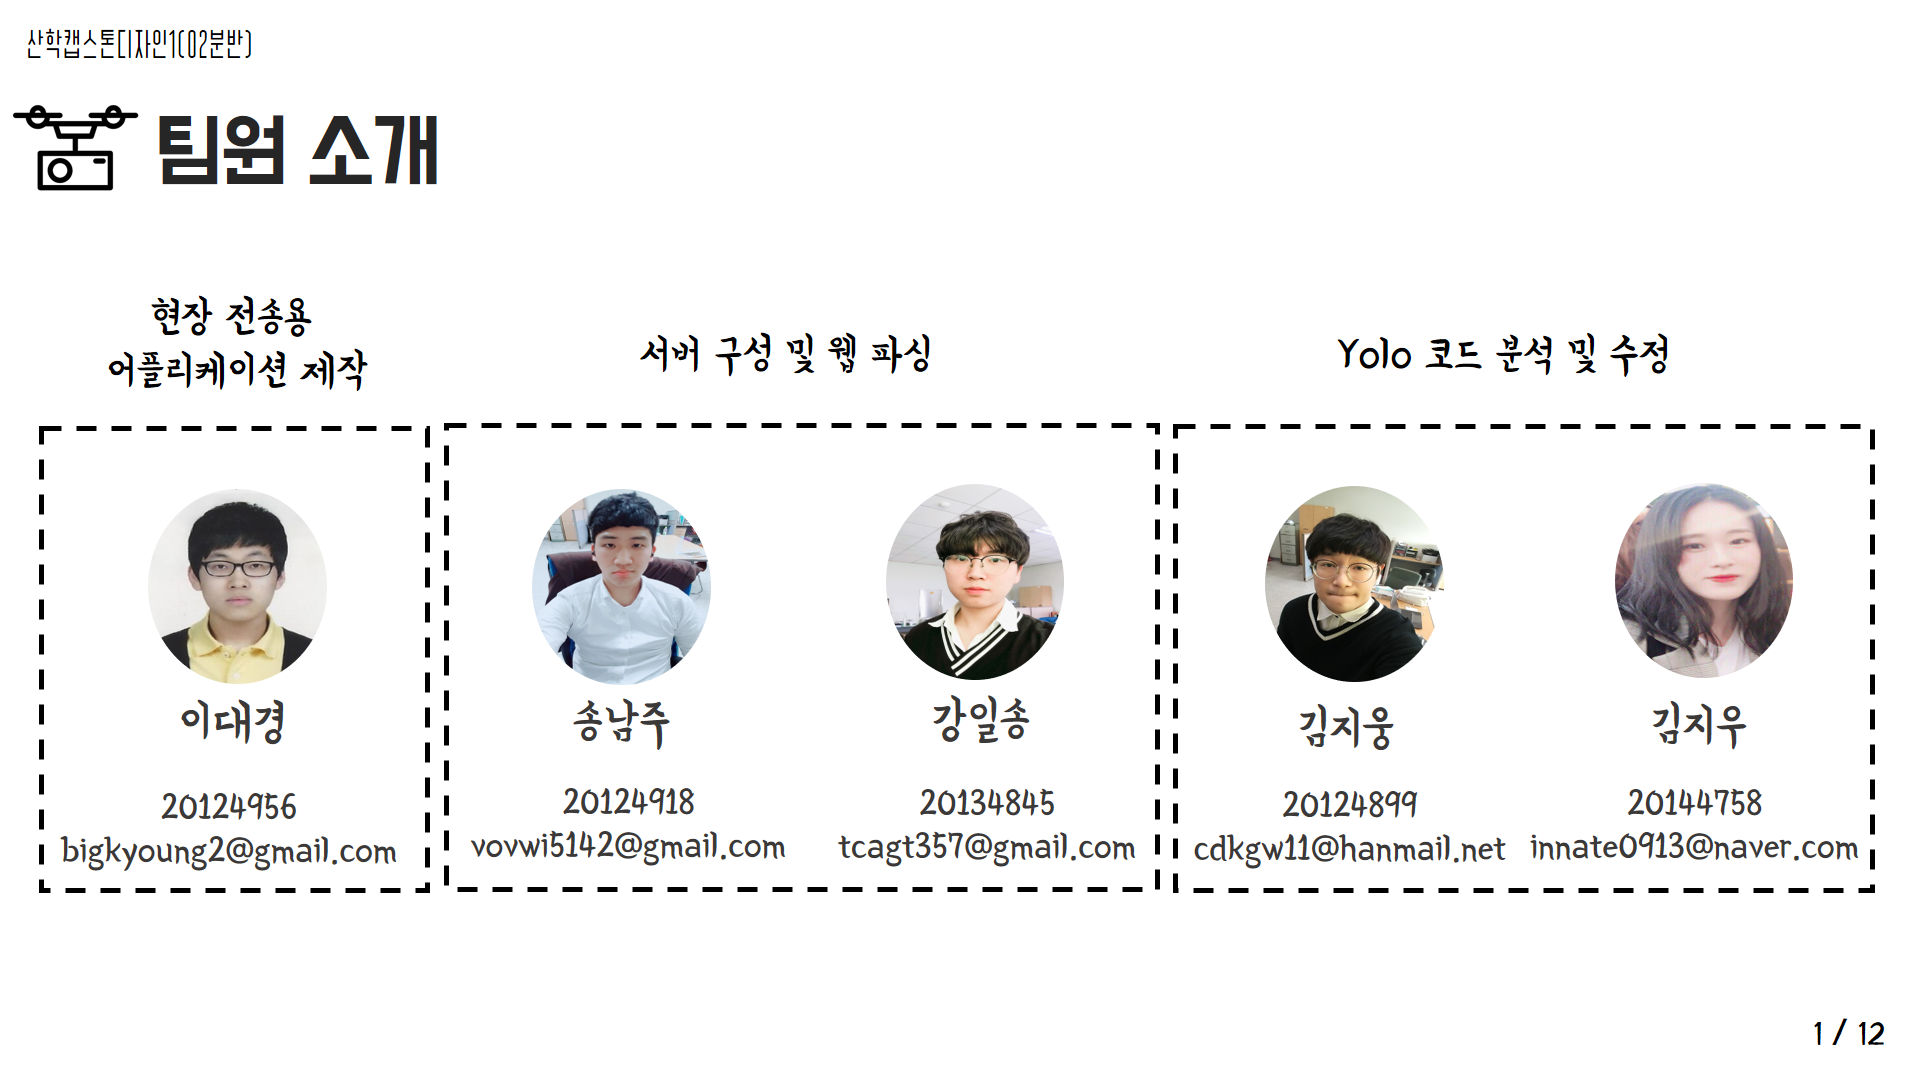 산학캡스톤디자인1(02분반)
팀원 소개
현장 전송용
어플리케이션 제작
서버 구성 및 웹 파싱
Yolo 코드 분석 및 수정
이대경
20124956
bigkyoung2@gmail.com
송남주
20124918
vovwi5142@gmail.com
강일송
20134845
tcagt357@gmail.com
김지웅
20124899
cdkgw11@hanmail.net
김지우
20144758
innate0913@naver.com
1 / 12